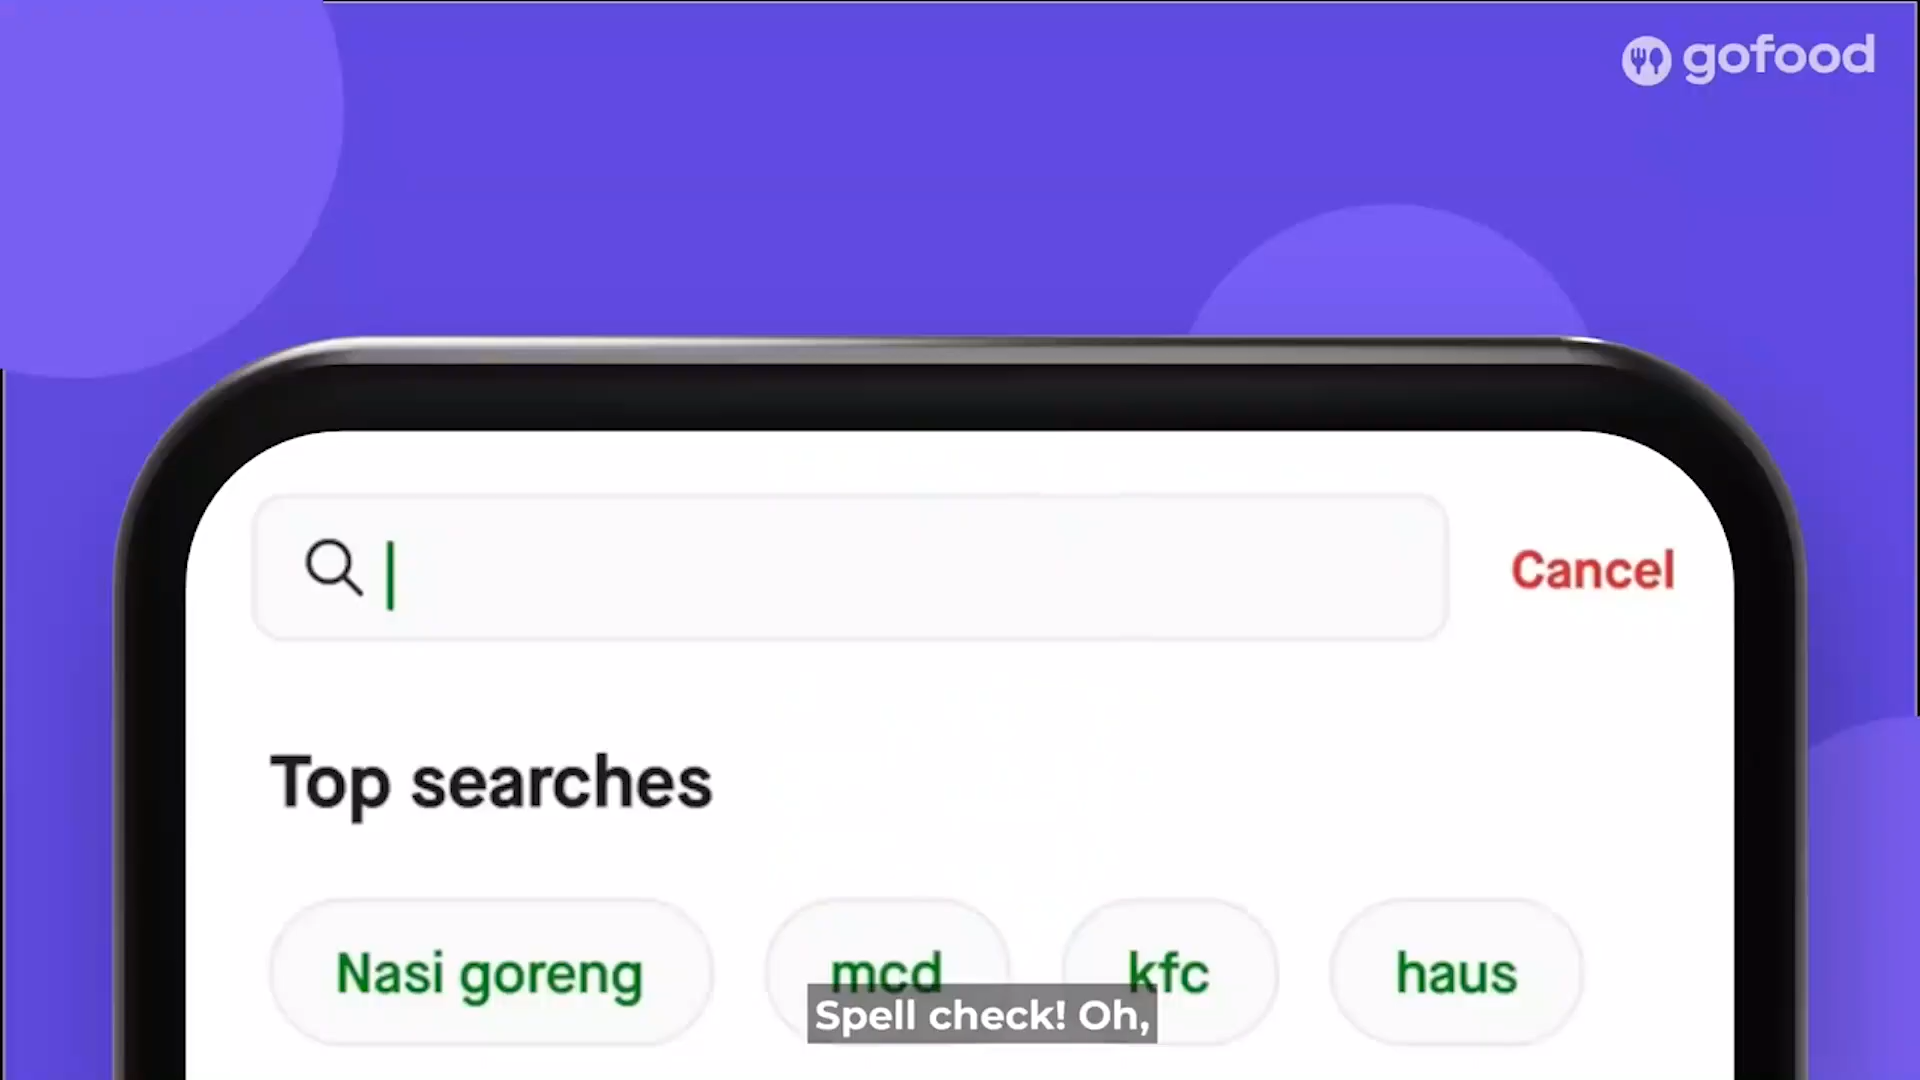 gofood
Cancel
Top searches
Nasi goreng mcd kfc haus
Spell check! Oh,